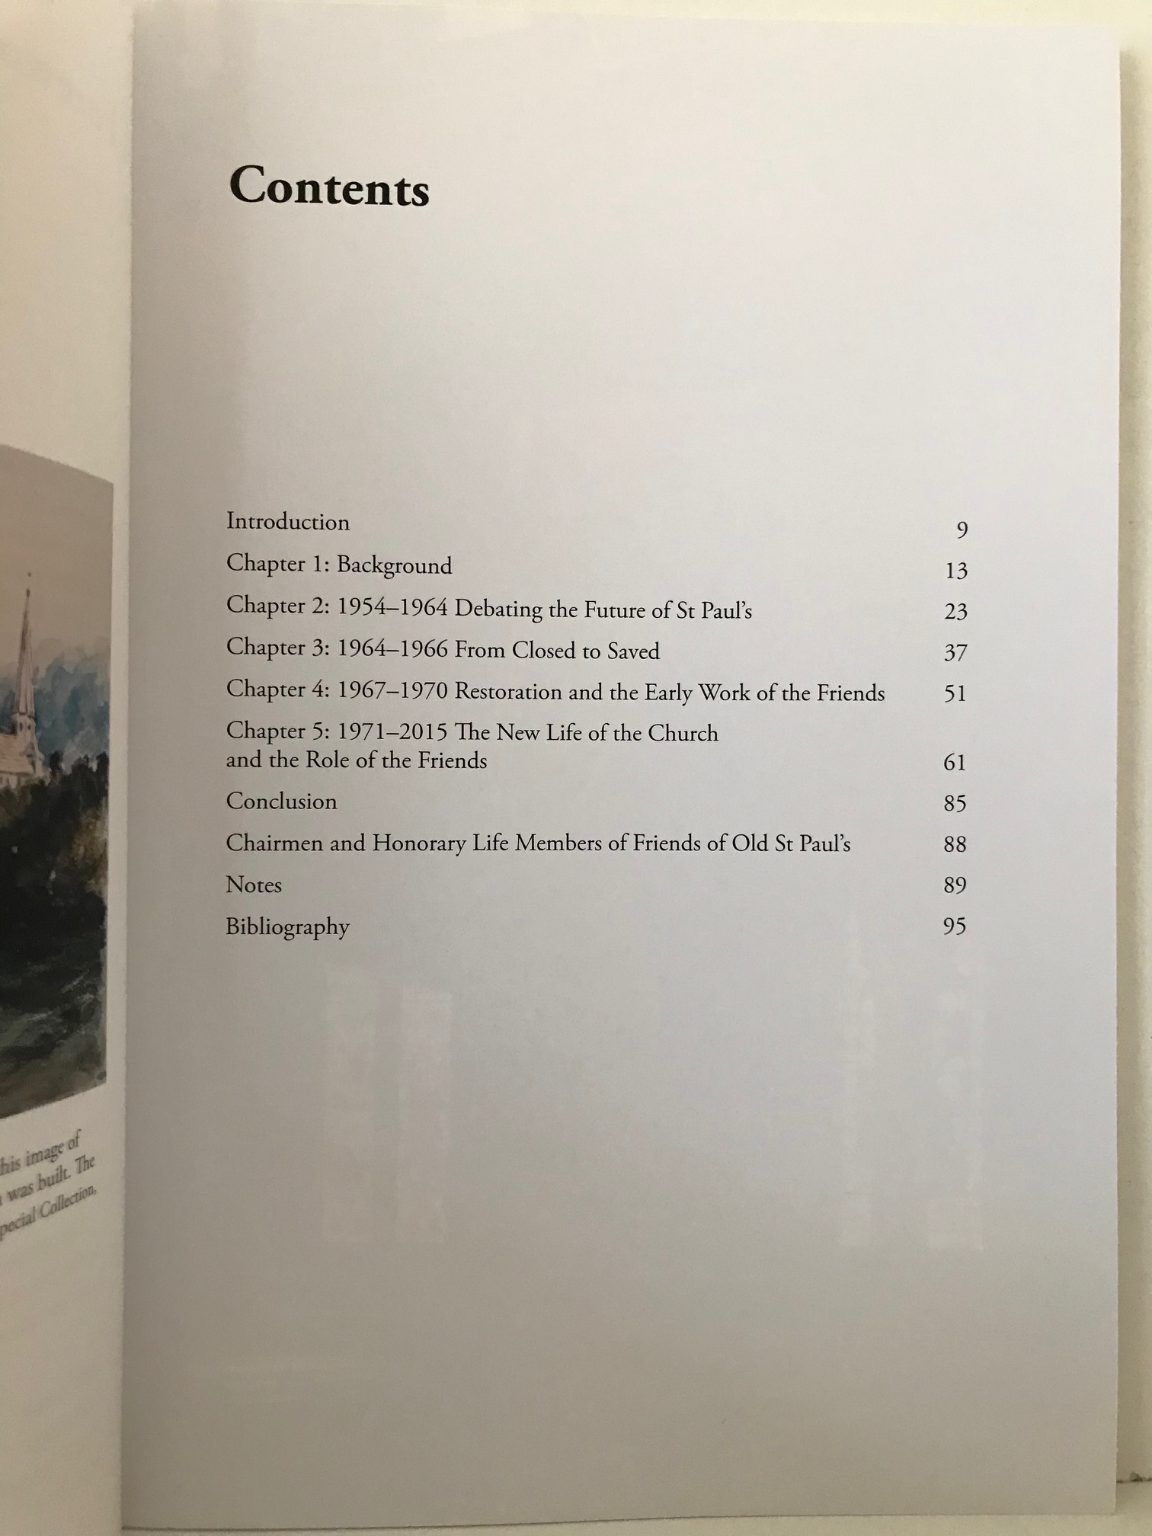 Contents
Introduction 9
Chapter 1: Background 13
Chapter 2: 1954–1964 Debating the Future of St Paul's 23
Chapter 3: 1964–1966 From Closed to Saved 37
Chapter 4: 1967–1970 Restoration and the Early Work of the Friends 51
Chapter 5: 1971–2015 The New Life of the Church
and the Role of the Friends 61
Conclusion 85
Chairmen and Honorary Life Members of Friends of Old St Paul's 88
Notes 89
Bibliography 95
image of
was built. The
Collection,